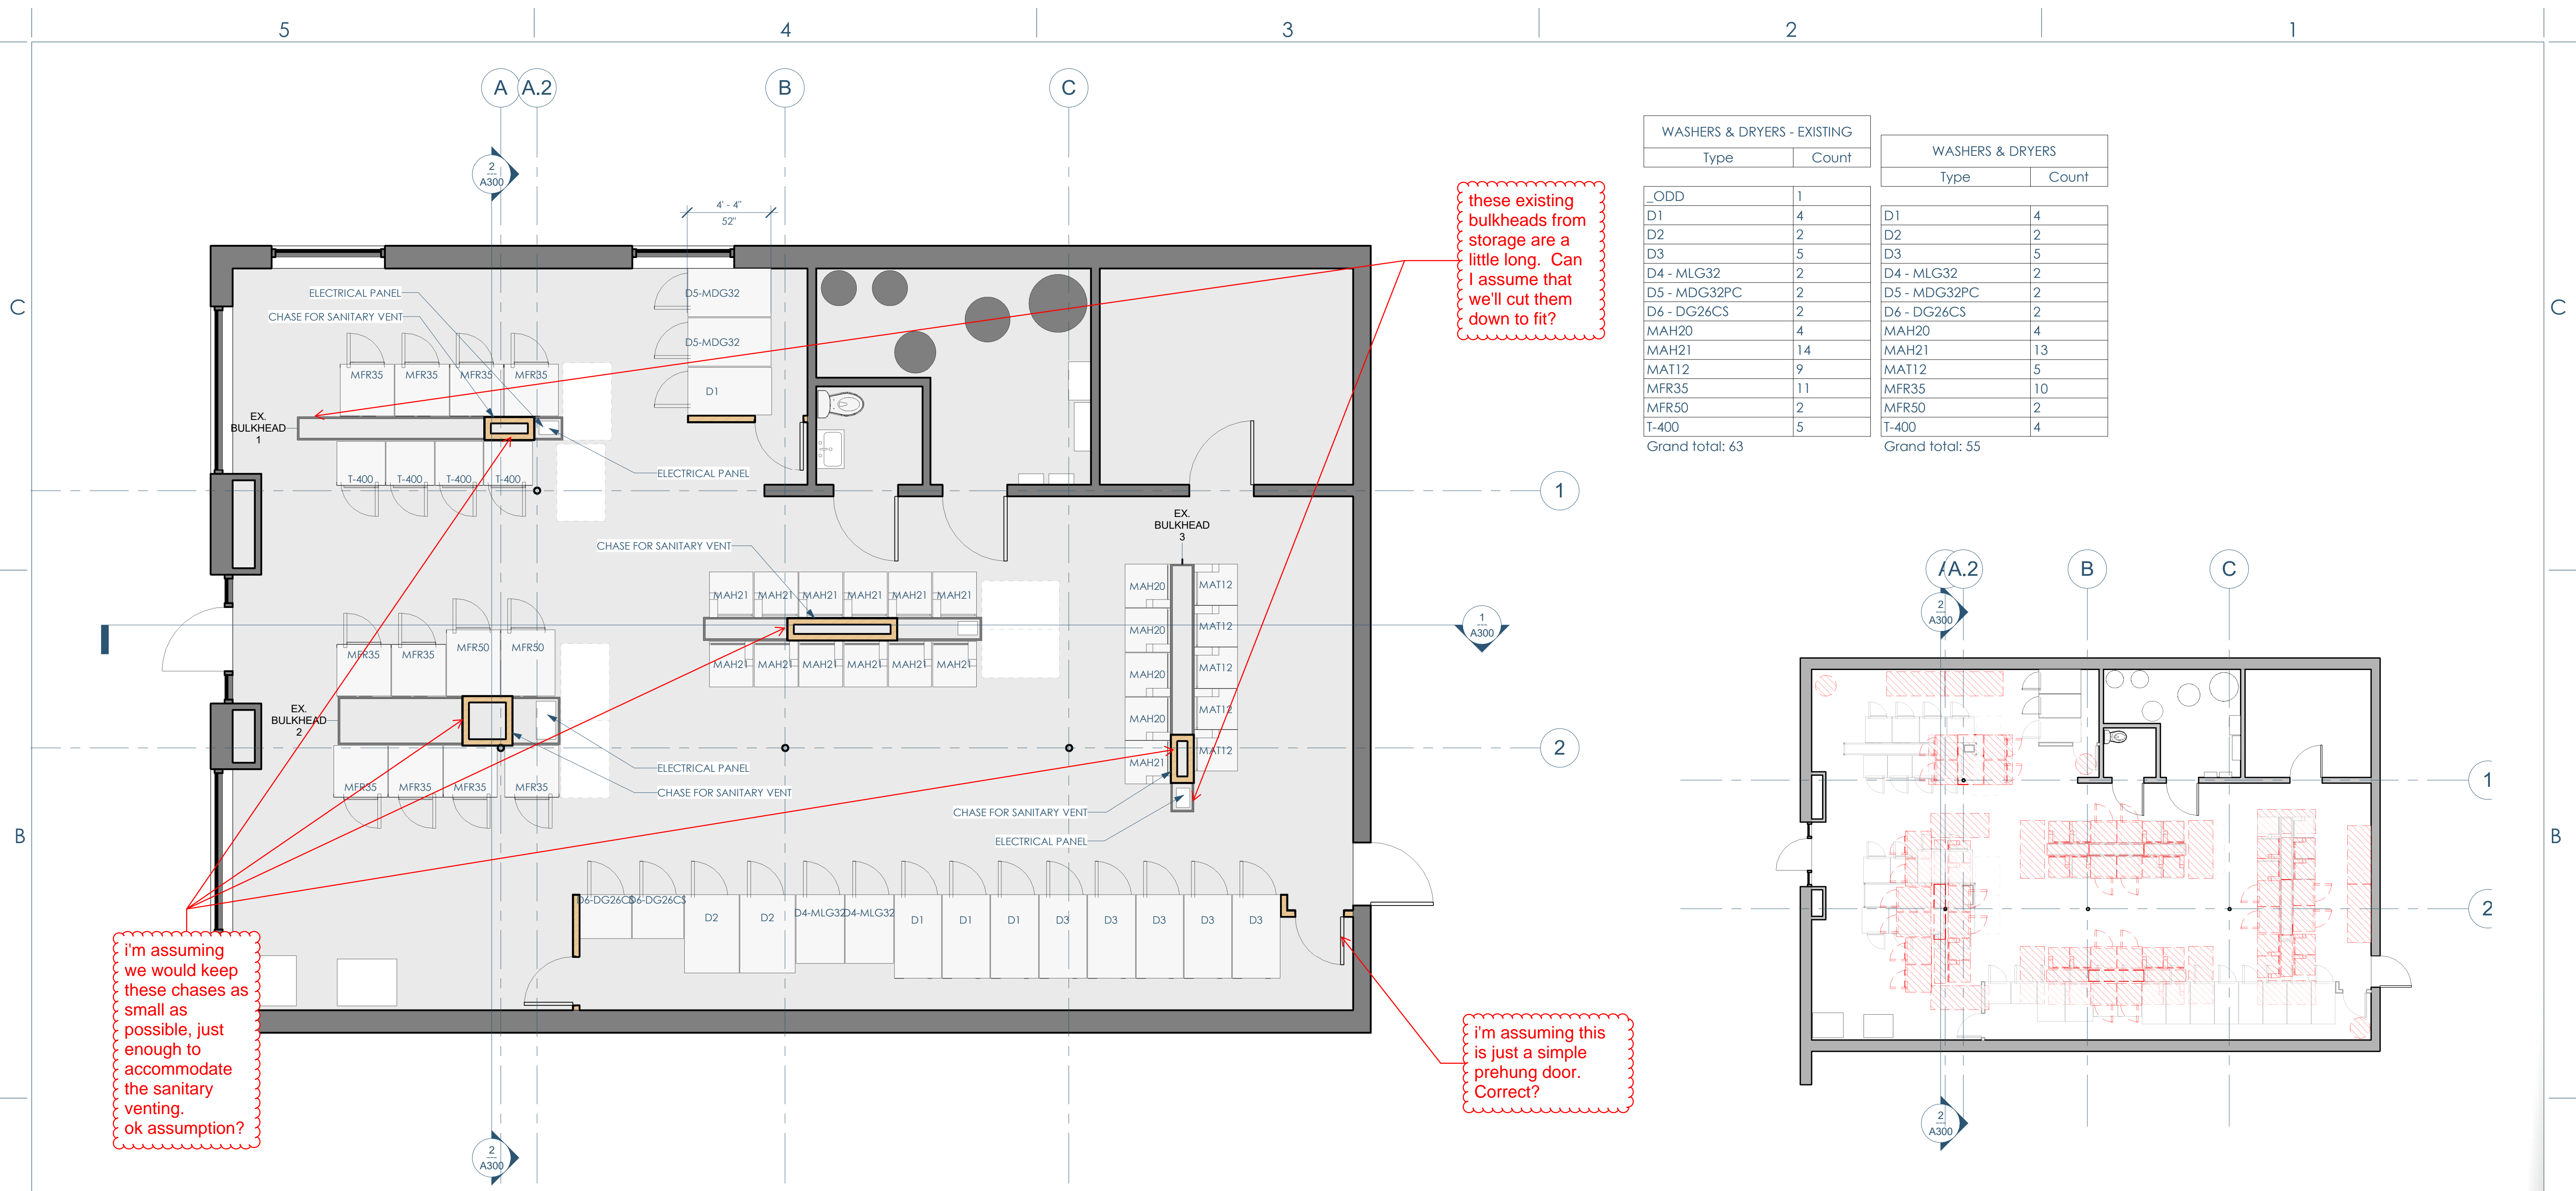 5 4 3 2 1
A A.2 B C
2
A300
4' - 4"
52"
WASHERS & DRYERS - EXISTING
Type Count
_ODD 1
D1 4
D2 2
D3 5
D4 - MLG32 2
D5 - MDG32PC 2
D6 - DG26CS 2
MAH20 4
MAH21 14
MAT12 9
MFR35 11
MFR50 2
T-400 5
Grand total: 63
WASHERS & DRYERS
Type Count
D1 4
D2 2
D3 5
D4 - MLG32 2
D5 - MDG32PC 2
D6 - DG26CS 2
MAH20 4
MAH21 13
MAT12 5
MFR35 10
MFR50 2
T-400 4
Grand total: 55
these existing
bulkheads from
storage are a
little long. Can
I assume that
we'll cut them
down to fit?
C
C
ELECTRICAL PANEL
CHASE FOR SANITARY VENT
D5-MDG32
D5-MDG32
D1
MFR35 MFR35 MFR35 MFR35
EX.
BULKHEAD
1
T-400 T-400 T-400 T-400
ELECTRICAL PANEL
1
EX.
BULKHEAD
3
CHASE FOR SANITARY VENT
MAH21 MAH21 MAH21 MAH21 MAH21 MAH21
MAH21 MAH21 MAH21 MAH21 MAH21 MAH21
MAH20 MAT12
MAH20 MAT12
MAH20 MAT12
MAH20 MAT12
MAH21 MAT12
1
A300
MFR35 MFR35 MFR50 MFR50
EX.
BULKHEAD
2
MFR35 MFR35 MFR35 MFR35
ELECTRICAL PANEL
CHASE FOR SANITARY VENT
2
CHASE FOR SANITARY VENT
ELECTRICAL PANEL
B
B
D6-DG26CS D6-DG26CS D2 D2 D4-MLG32 D4-MLG32 D1 D1 D1 D3 D3 D3 D3 D3
i'm assuming
we would keep
these chases as
small as
possible, just
enough to
accommodate
the sanitary
venting.
ok assumption?
i'm assuming this
is just a simple
prehung door.
Correct?
2
A300
A A.2 B C
2
A300
1
2
2
A300